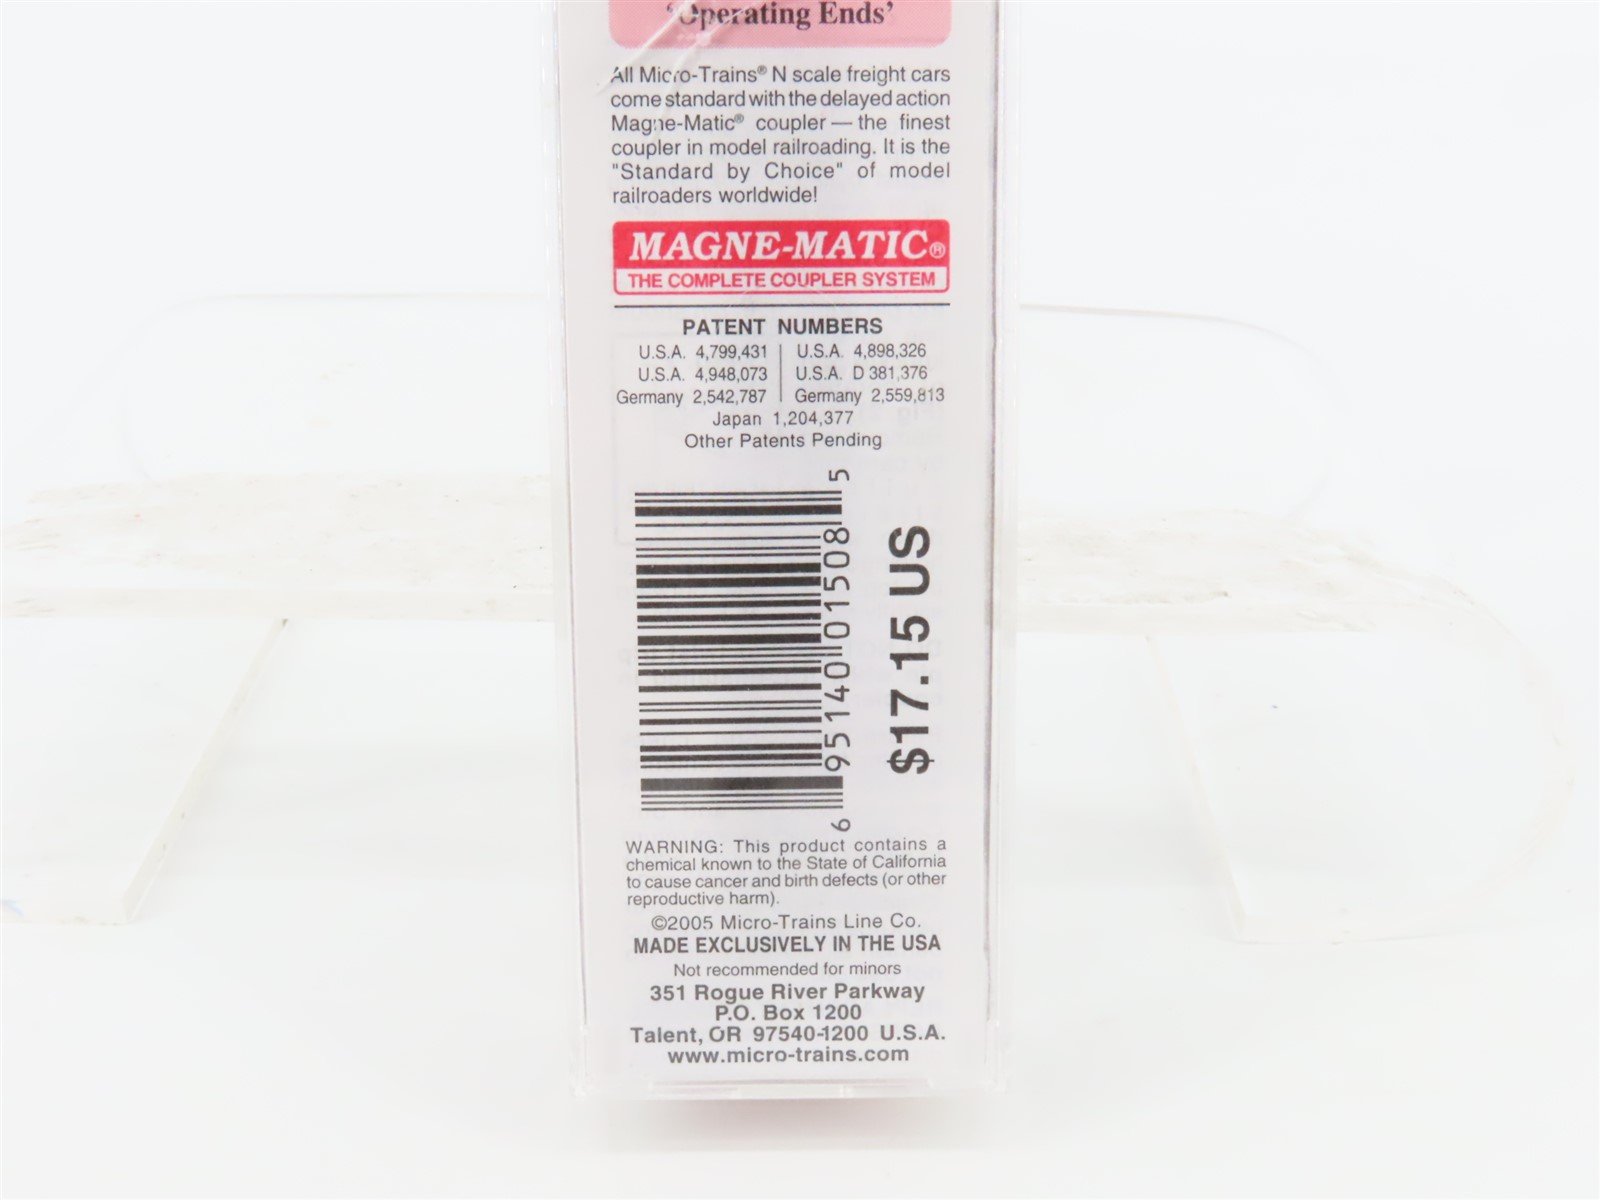 'Operating Ends'
All Micro-Trains® N scale freight cars
come standard with the delayed action
Magne-Matic® coupler — the finest
coupler in model railroading. It is the
"Standard by Choice" of model
railroaders worldwide!
MAGNE-MATIC®
THE COMPLETE COUPLER SYSTEM
PATENT NUMBERS
U.S.A. 4,799,431 | U.S.A. 4,898,326
U.S.A. 4,948,073 | U.S.A. D 381,376
Germany 2,542,787 | Germany 2,559,813
Japan 1,204,377
Other Patents Pending
6 95140 01508 5
$17.15 US
WARNING: This product contains a
chemical known to the State of California
to cause cancer and birth defects (or other
reproductive harm).
©2005 Micro-Trains Line Co.
MADE EXCLUSIVELY IN THE USA
Not recommended for minors
351 Rogue River Parkway
P.O. Box 1200
Talent, OR 97540-1200 U.S.A.
www.micro-trains.com